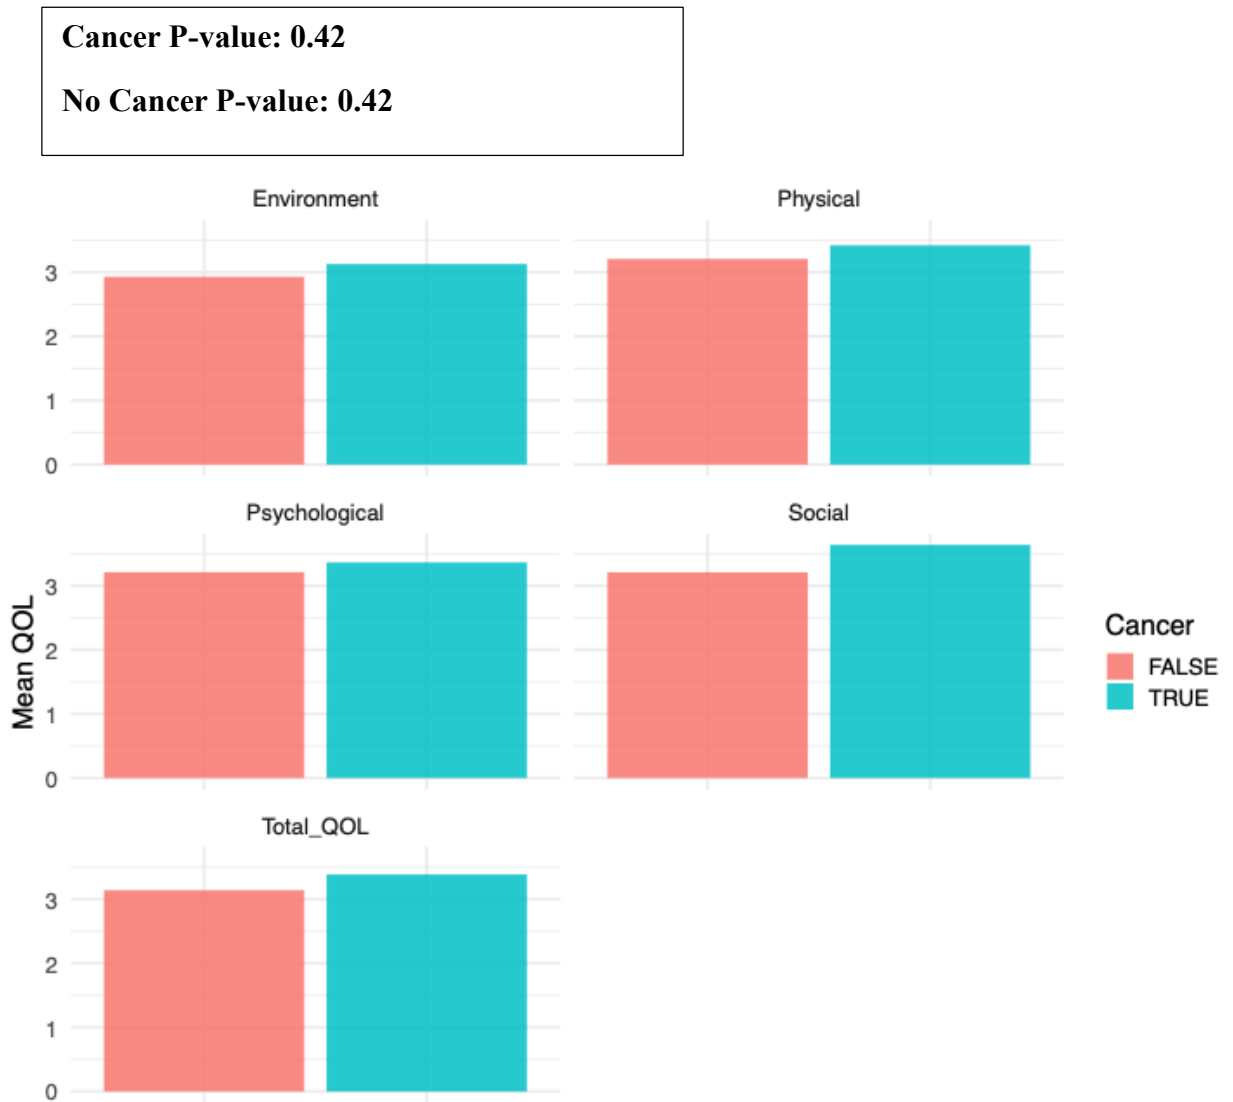 Cancer P-value: 0.42
No Cancer P-value: 0.42
Environment
Physical
3
2
1
0
Psychological
Social
3
2
1
0
Mean QOL
Cancer
FALSE
TRUE
Total_QOL
3
2
1
0